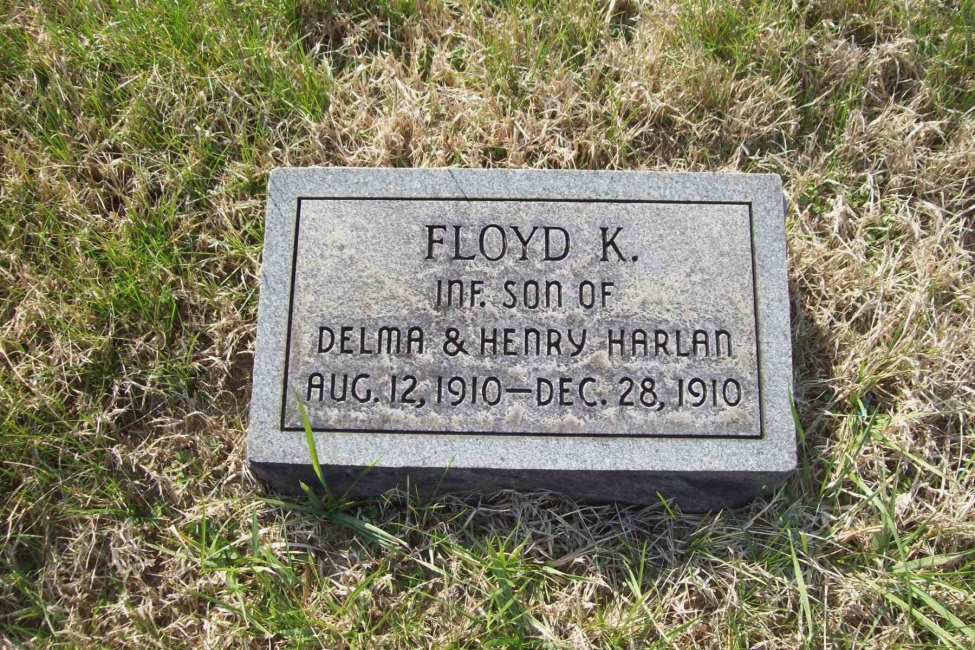 FLOYD K.
INF. SON OF
DELMA & HENRY HARLAN
AUG. 12, 1910—DEC. 28, 1910